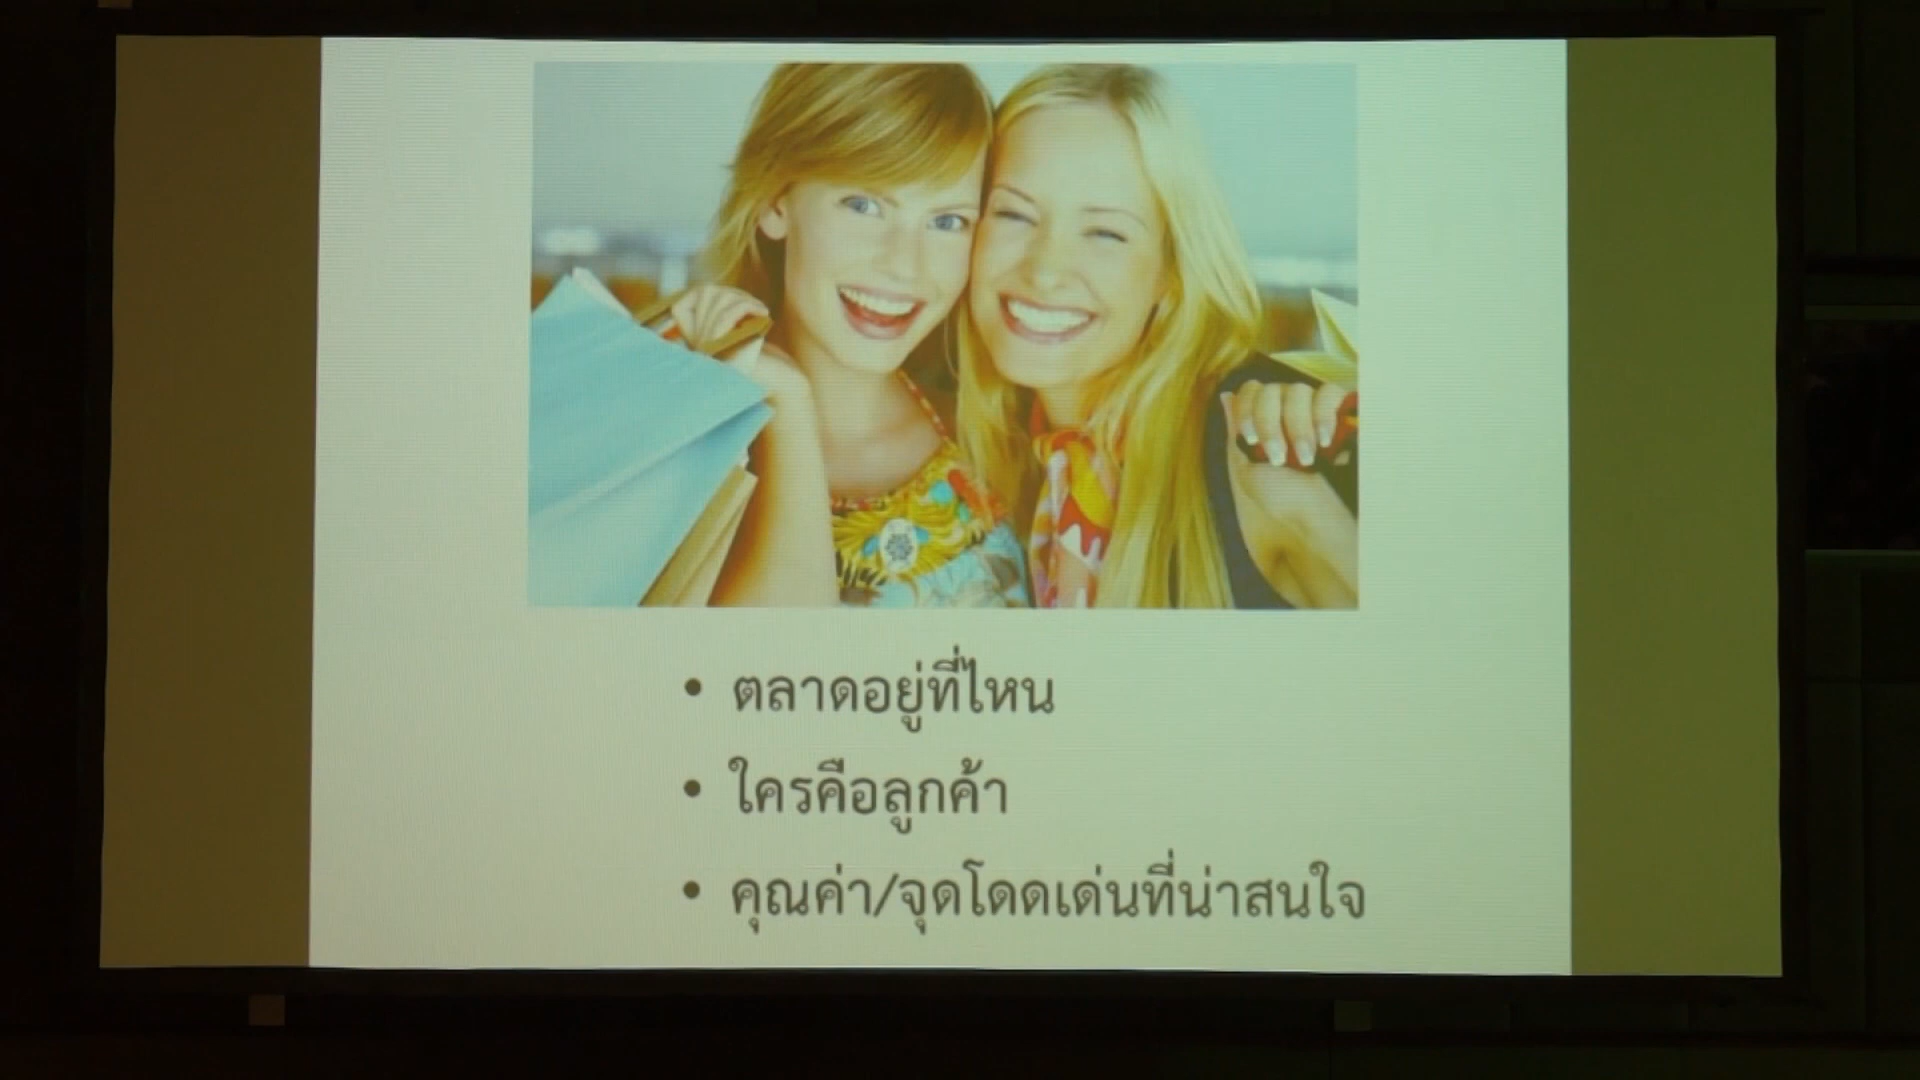 • ตลาดอยู่ที่ไหน
• ใครคือลูกค้า
• คุณค่า/จุดโดดเด่นที่น่าสนใจ